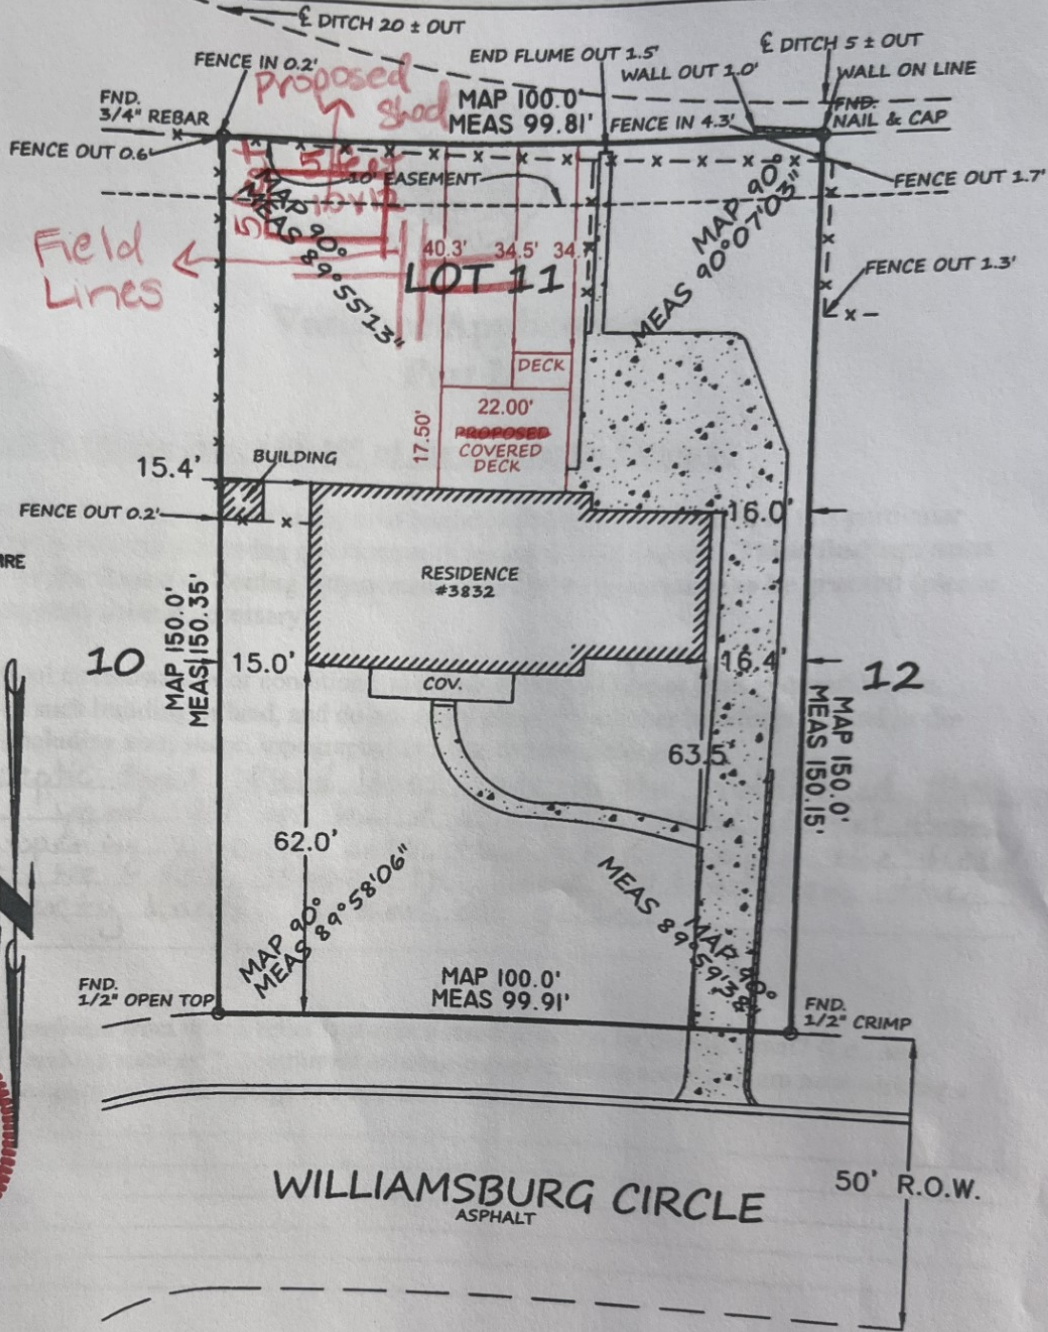 ℄ DITCH 20 ± OUT
℄ DITCH 5 ± OUT
FENCE IN 0.2'
END FLUME OUT 1.5'
WALL OUT 1.0'
WALL ON LINE
Proposed
Shed
FND.
3/4" REBAR
MAP 100.0'
MEAS 99.81'
FENCE IN 4.3'
FND.
NAIL & CAP
FENCE OUT 0.6'
5 feet
5 feet
10' EASEMENT
10x12
FENCE OUT 1.7'
MAP 90°
MEAS 89°55'13"
MAP 90°
MEAS 90°07'03"
Field
Lines
40.3'
34.5'
34.
LOT 11
FENCE OUT 1.3'
DECK
22.00'
17.50'
PROPOSED
COVERED
DECK
15.4'
BUILDING
FENCE OUT 0.2'
16.0'
IRE
RESIDENCE
#3832
MAP 150.0'
MEAS 150.35'
10
15.0'
16.4'
12
COV.
MAP 150.0'
MEAS 150.15'
63.5
62.0'
MAP 90°
MEAS 89°58'06"
MAP 90°
MEAS 89°59'38"
MAP 100.0'
MEAS 99.91'
FND.
1/2" OPEN TOP
FND.
1/2" CRIMP
WILLIAMSBURG CIRCLE
ASPHALT
50' R.O.W.